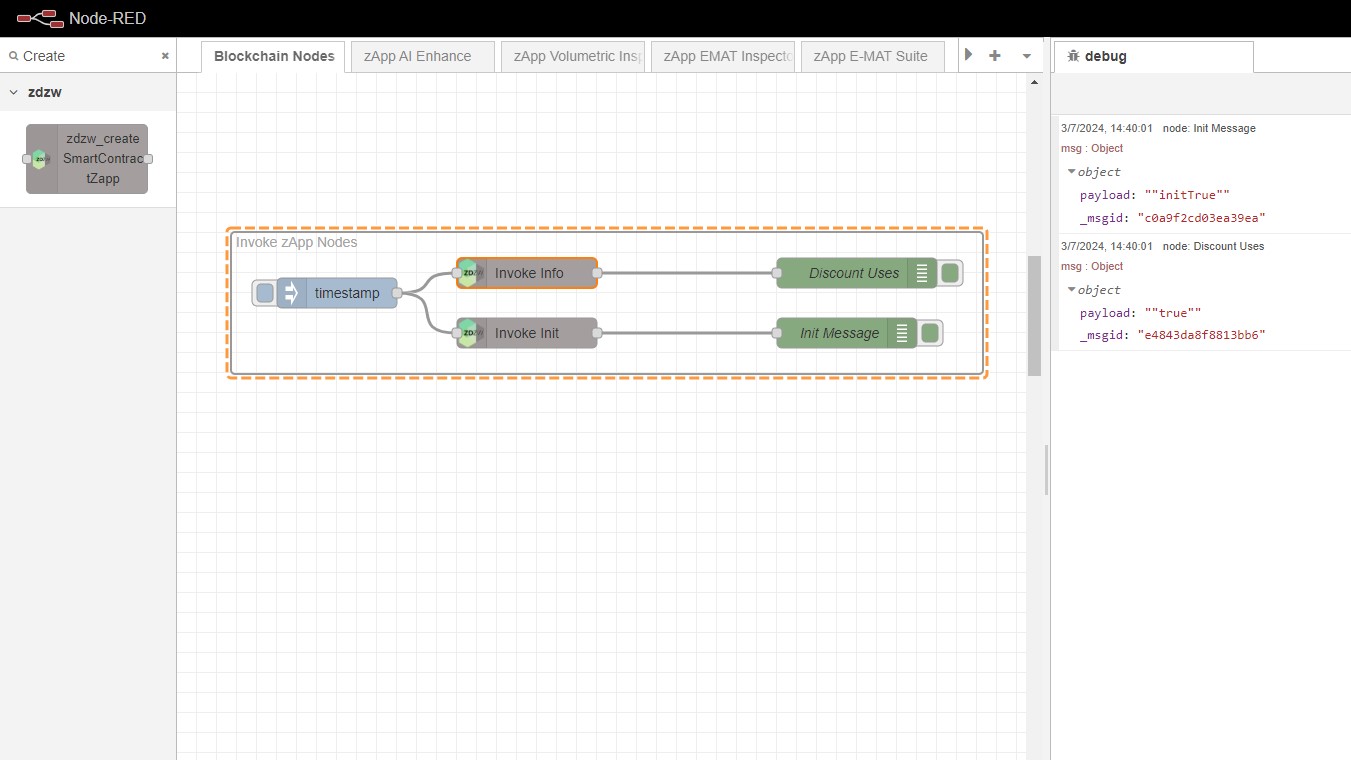 Node-RED
Create
zdzw
zdzw_create
SmartContrac
tZapp
Blockchain Nodes
zApp AI Enhance
zApp Volumetric Insp
zApp EMAT Inspecto
zApp E-MAT Suite
Invoke zApp Nodes
timestamp
Invoke Info
Discount Uses
Invoke Init
Init Message
debug
3/7/2024, 14:40:01 node: Init Message
msg : Object
object
payload: ""initTrue""
_msgid: "c0a9f2cd03ea39ea"
3/7/2024, 14:40:01 node: Discount Uses
msg : Object
object
payload: ""true""
_msgid: "e4843da8f8813bb6"